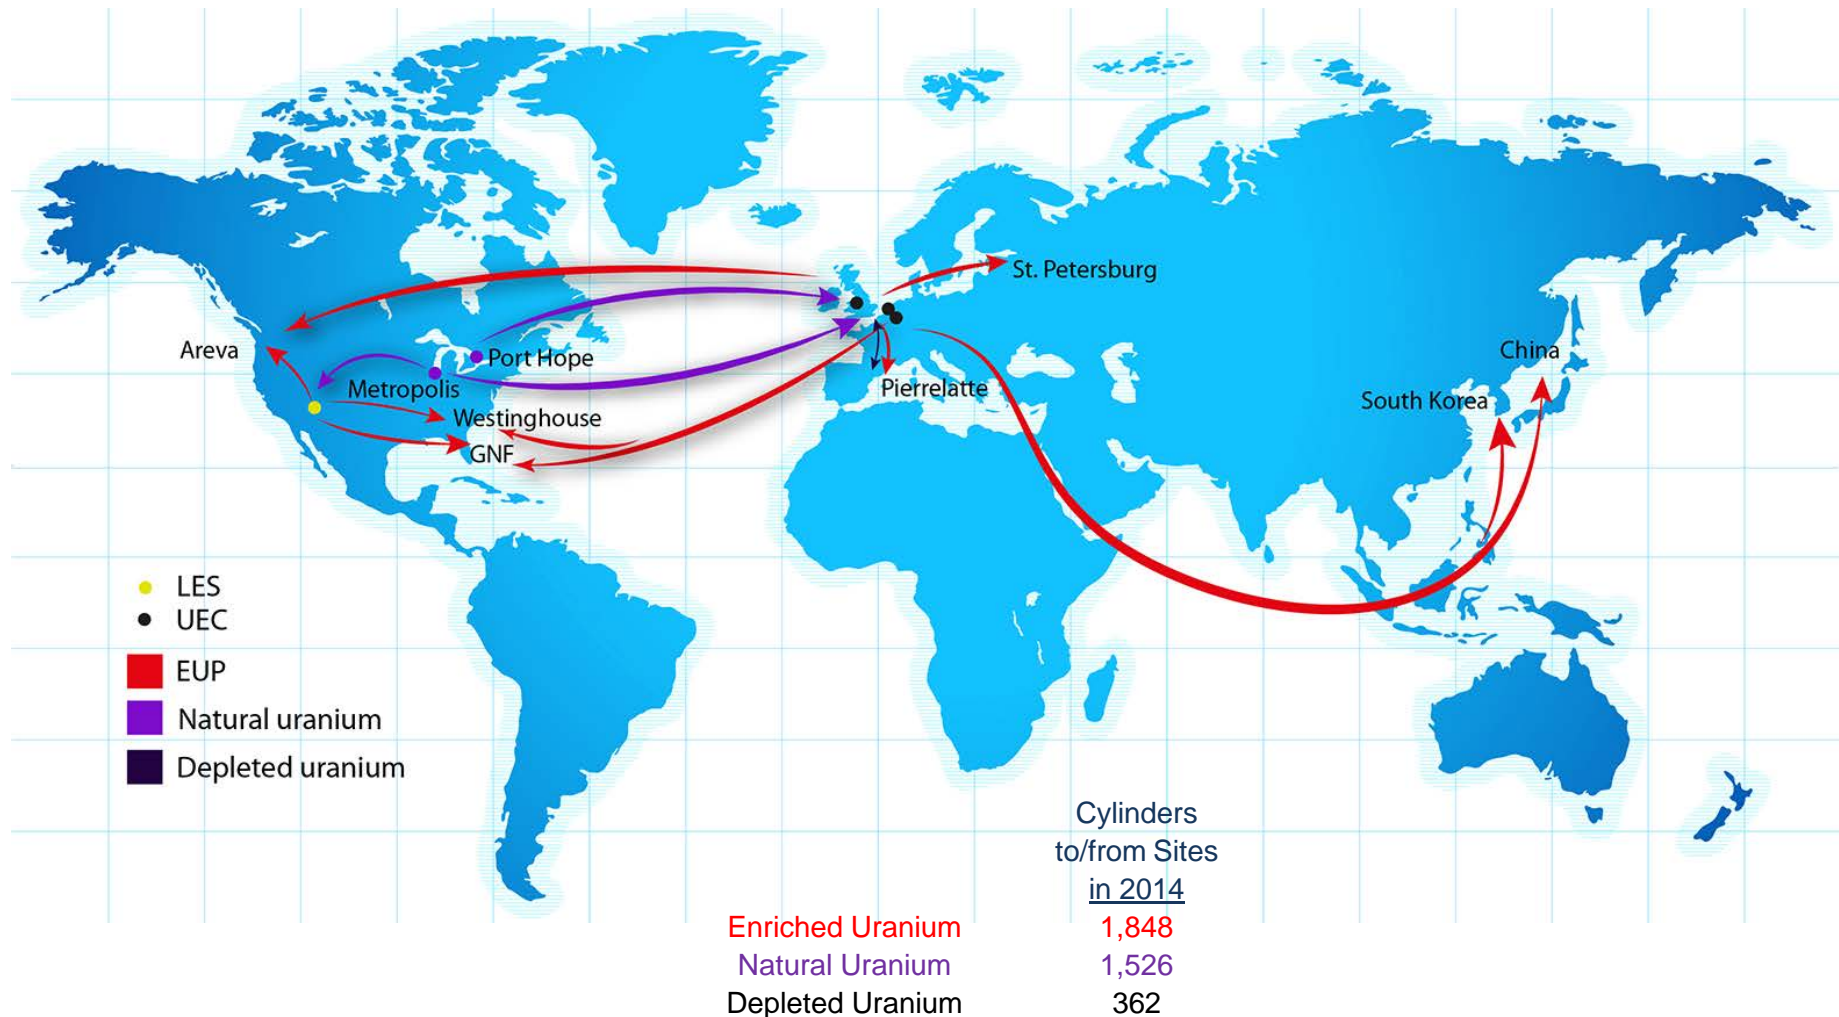 St. Petersburg
Areva
Port Hope
China
Metropolis
Pierrelatte
South Korea
Westinghouse
GNF
LES
UEC
EUP
Natural uranium
Depleted uranium
Cylinders
to/from Sites
in 2014
Enriched Uranium 1,848
Natural Uranium 1,526
Depleted Uranium 362